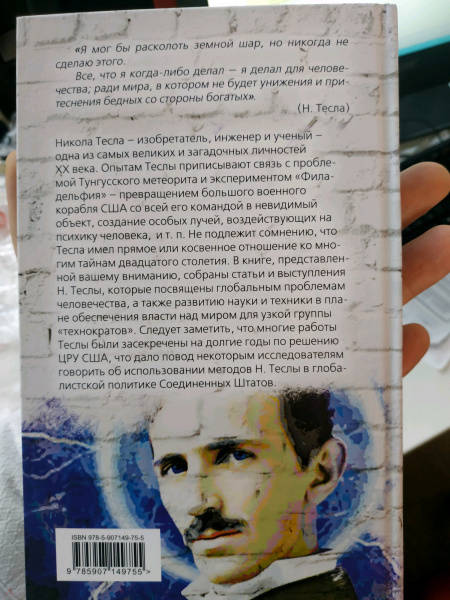 «Я мог бы расколоть земной шар, но никогда не
сделаю этого.
Все, что я когда-либо делал – я делал для челове-
чества; ради мира, в котором не будет унижения и при-
теснения бедных со стороны богатых».
(Н. Тесла)
Никола Тесла – изобретатель, инженер и ученый –
одна из самых великих и загадочных личностей
XX века. Опытам Теслы приписывают связь с пробле-
мой Тунгусского метеорита и экспериментом «Фила-
дельфия» – превращением большого военного
корабля США со всей его командой в невидимый
объект, создание особых лучей, воздействующих на
психику человека, и т. п. Не подлежит сомнению, что
Тесла имел прямое или косвенное отношение ко мно-
гим тайнам двадцатого столетия. В книге, представлен-
ной вашему вниманию, собраны статьи и выступления
Н. Теслы, которые посвящены глобальным проблемам
человечества, а также развитию науки и техники в пла-
не обеспечения власти над миром для узкой группы
«технократов». Следует заметить, что многие работы
Теслы были засекречены на долгие годы по решению
ЦРУ США, что дало повод некоторым исследователям
говорить об использовании методов Н. Теслы в глоба-
листской политике Соединенных Штатов.
ISBN 978-5-907149-75-5
9 785907 149755>